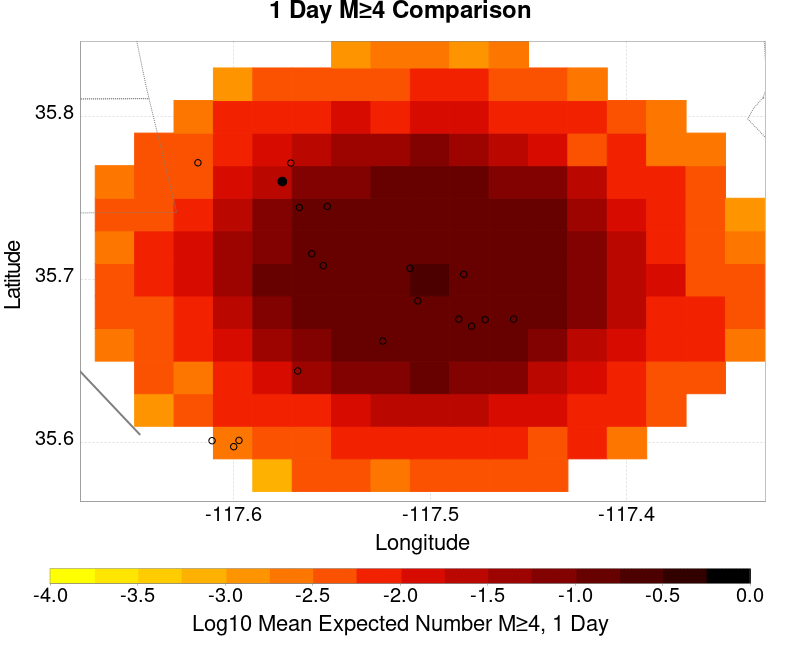 1 Day M≥4 Comparison
35.8
35.7
35.6
Latitude
-117.6 -117.5 -117.4
Longitude
-4.0 -3.5 -3.0 -2.5 -2.0 -1.5 -1.0 -0.5 0.0
Log10 Mean Expected Number M≥4, 1 Day